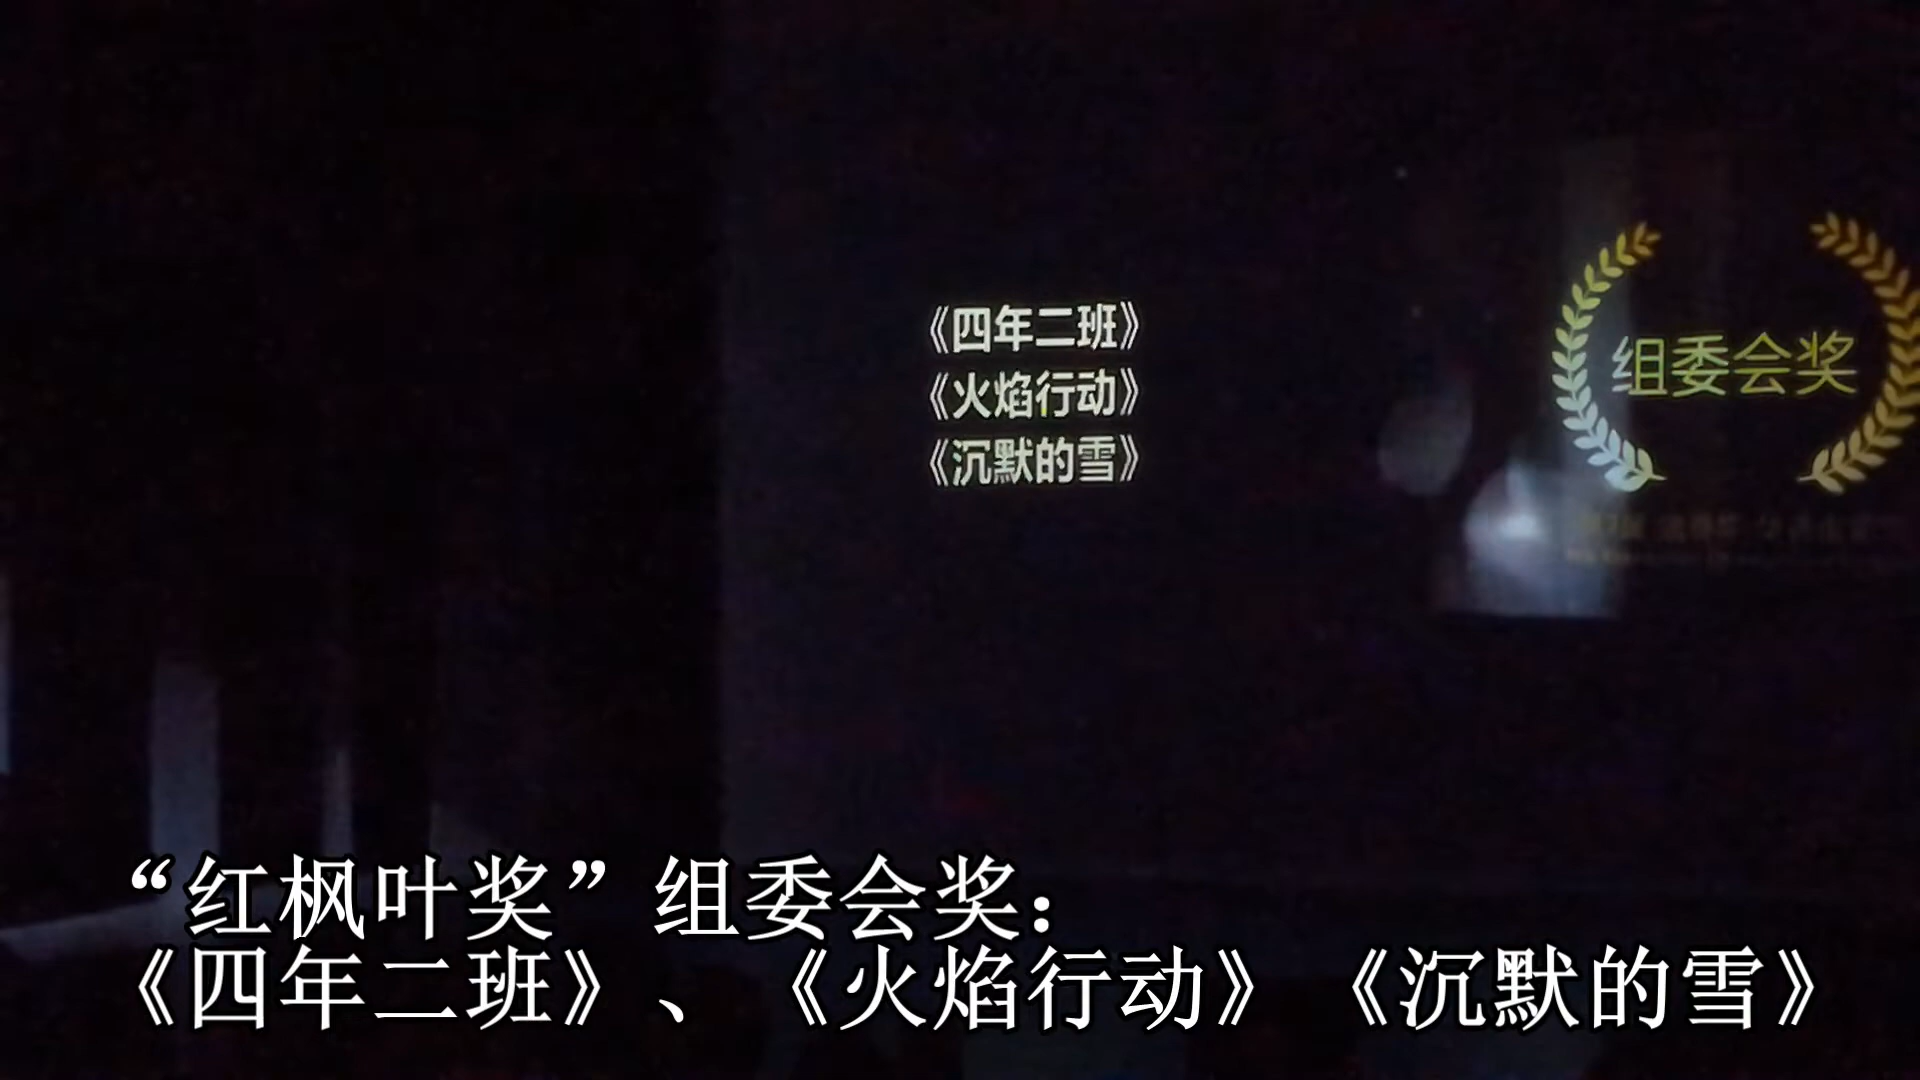 《四年二班》
《火焰行动》
《沉默的雪》
组委会奖
“红枫叶奖”组委会奖：
《四年二班》、《火焰行动》《沉默的雪》